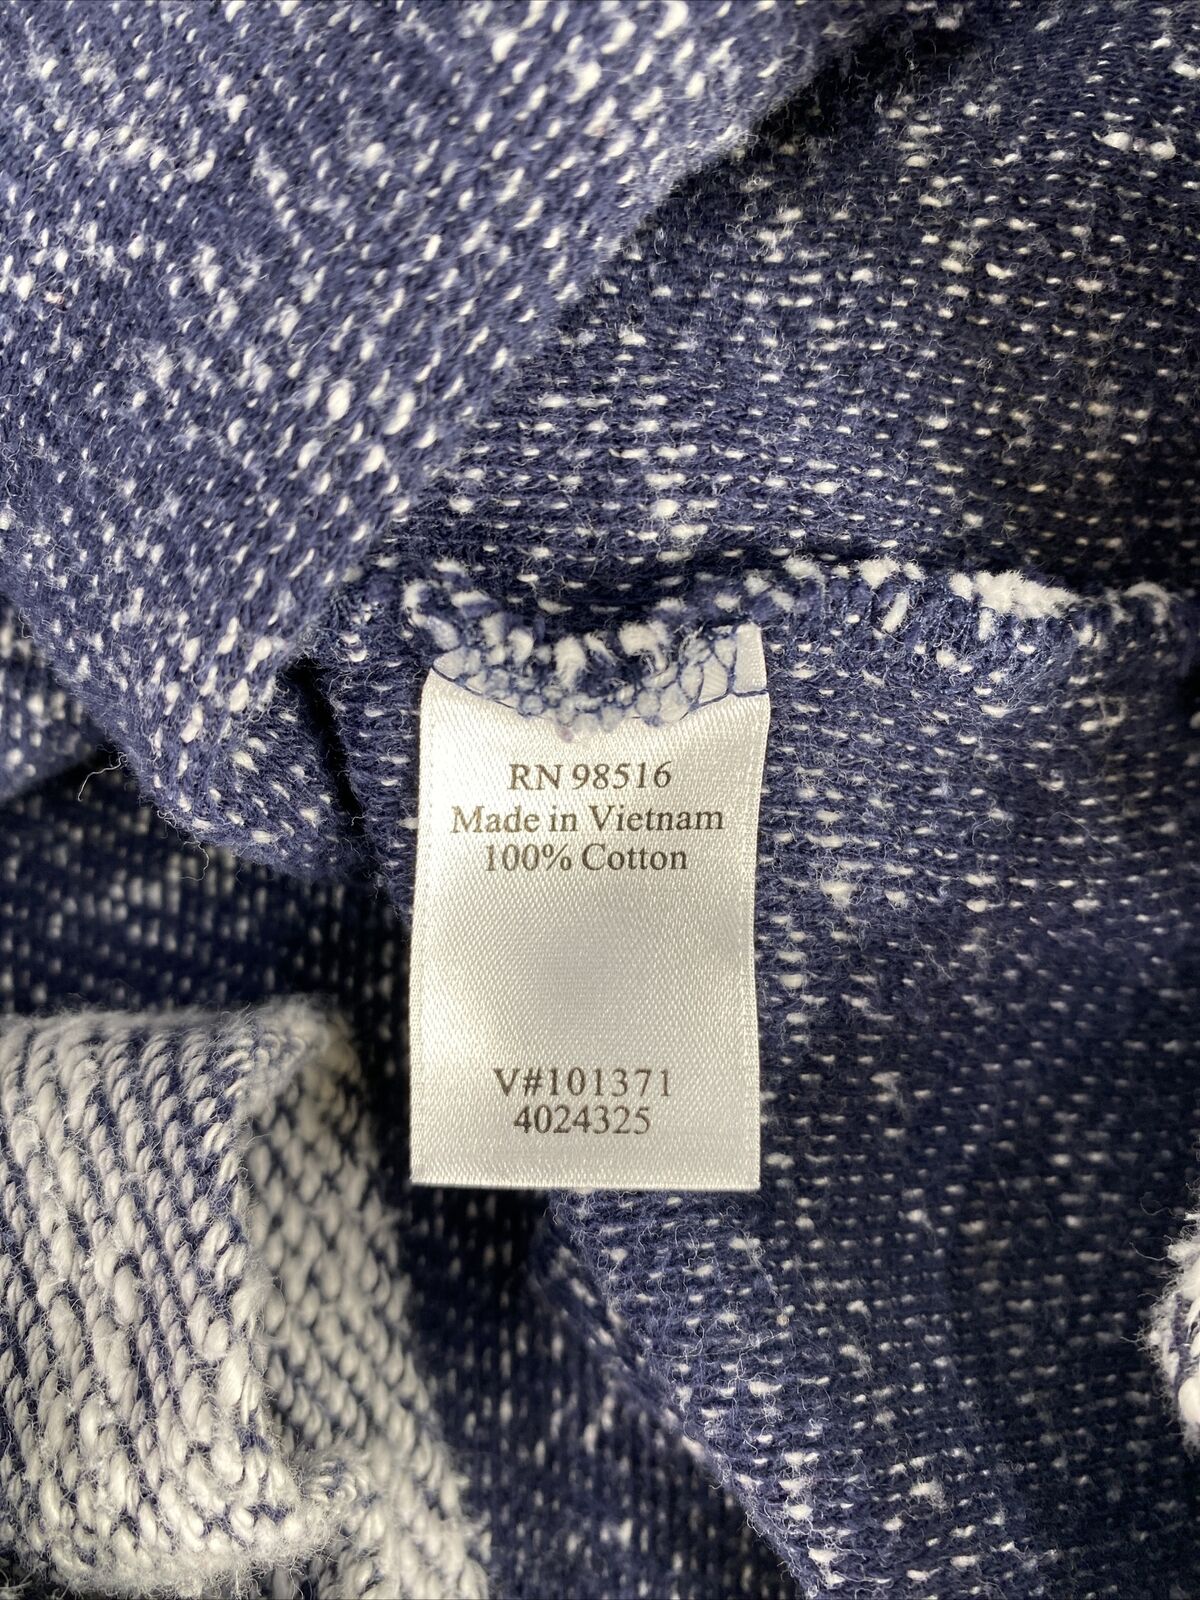 RN 98516
Made in Vietnam
100% Cotton
V#101371
4024325